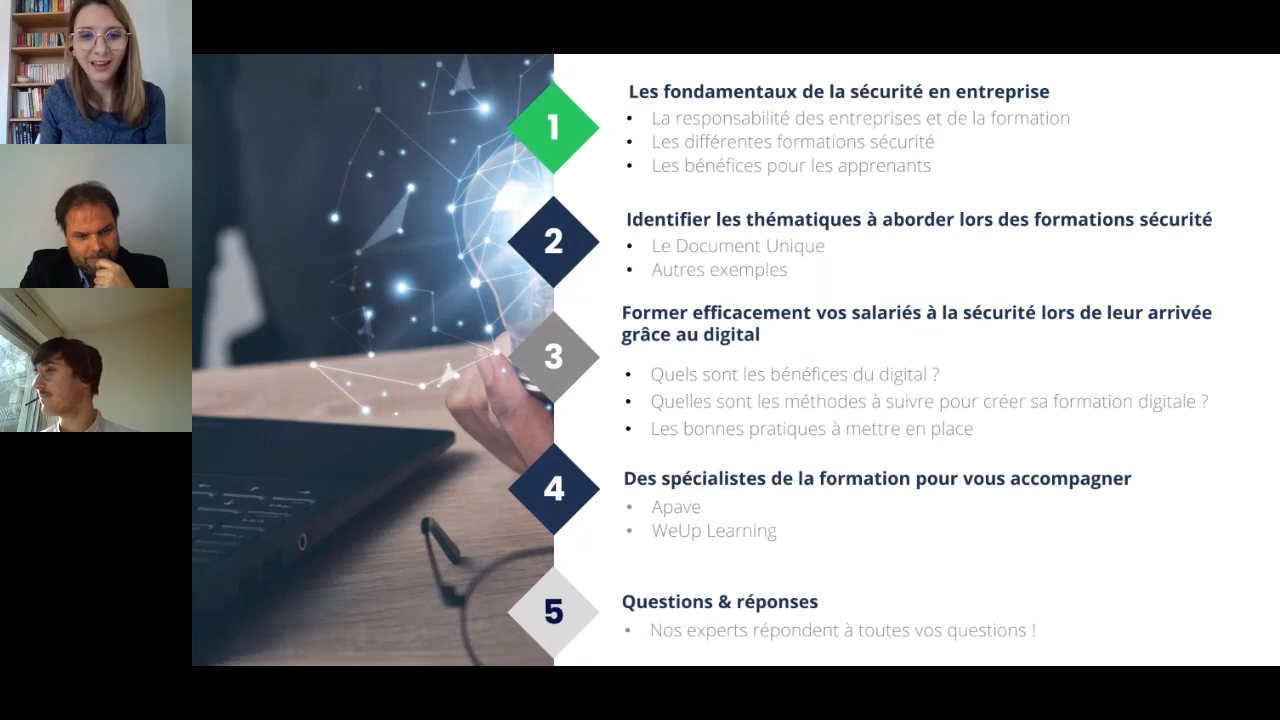 1
Les fondamentaux de la sécurité en entreprise
• La responsabilité des entreprises et de la formation
• Les différentes formations sécurité
• Les bénéfices pour les apprenants
2
Identifier les thématiques à aborder lors des formations sécurité
• Le Document Unique
• Autres exemples
3
Former efficacement vos salariés à la sécurité lors de leur arrivée
grâce au digital
• Quels sont les bénéfices du digital ?
• Quelles sont les méthodes à suivre pour créer sa formation digitale ?
• Les bonnes pratiques à mettre en place
4
Des spécialistes de la formation pour vous accompagner
• Apave
• WeUp Learning
5
Questions & réponses
• Nos experts répondent à toutes vos questions !